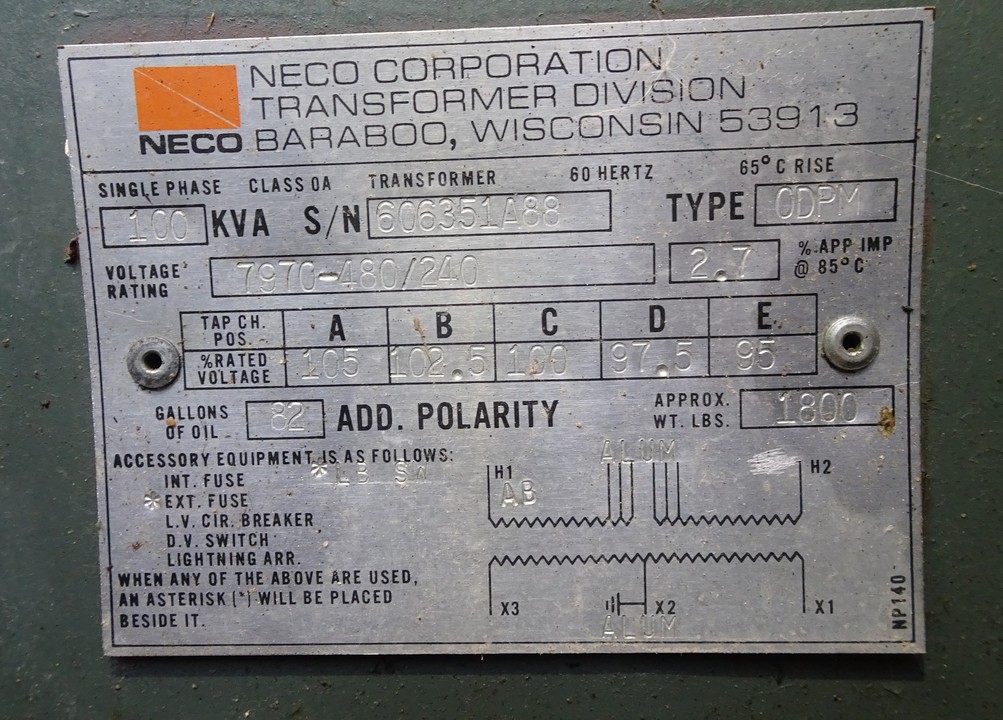 NECO CORPORATION
TRANSFORMER DIVISION
NECO BARABOO, WISCONSIN 53913
SINGLE PHASE CLASS OA TRANSFORMER 60 HERTZ 65°C RISE
100 KVA S/N 606351A88 TYPE ODPM
VOLTAGE RATING 7970-480/240 2.7 % APP IMP @ 85°C
TAP CH. POS. A B C D E
%RATED VOLTAGE 105 102.5 100 97.5 95
GALLONS OF OIL 82 ADD. POLARITY APPROX. WT. LBS. 1800
ACCESSORY EQUIPMENT IS AS FOLLOWS:
*LB SW
INT. FUSE
*EXT. FUSE
L.V. CIR. BREAKER
D.V. SWITCH
LIGHTNING ARR.
WHEN ANY OF THE ABOVE ARE USED,
AN ASTERISK (*) WILL BE PLACED
BESIDE IT.
ALUM
H1 H2
AB
X3 X2 X1
ALUM
NP140